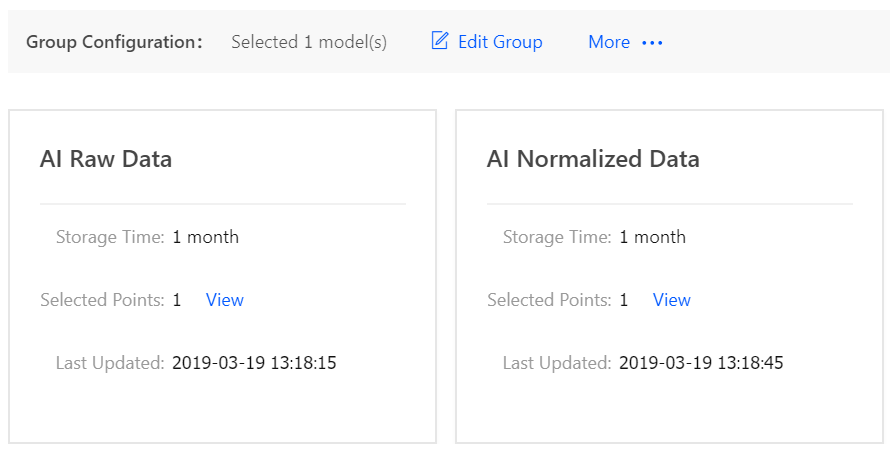 Group Configuration: Selected 1 model(s) Edit Group More ...
AI Raw Data
Storage Time: 1 month
Selected Points: 1 View
Last Updated: 2019-03-19 13:18:15
AI Normalized Data
Storage Time: 1 month
Selected Points: 1 View
Last Updated: 2019-03-19 13:18:45